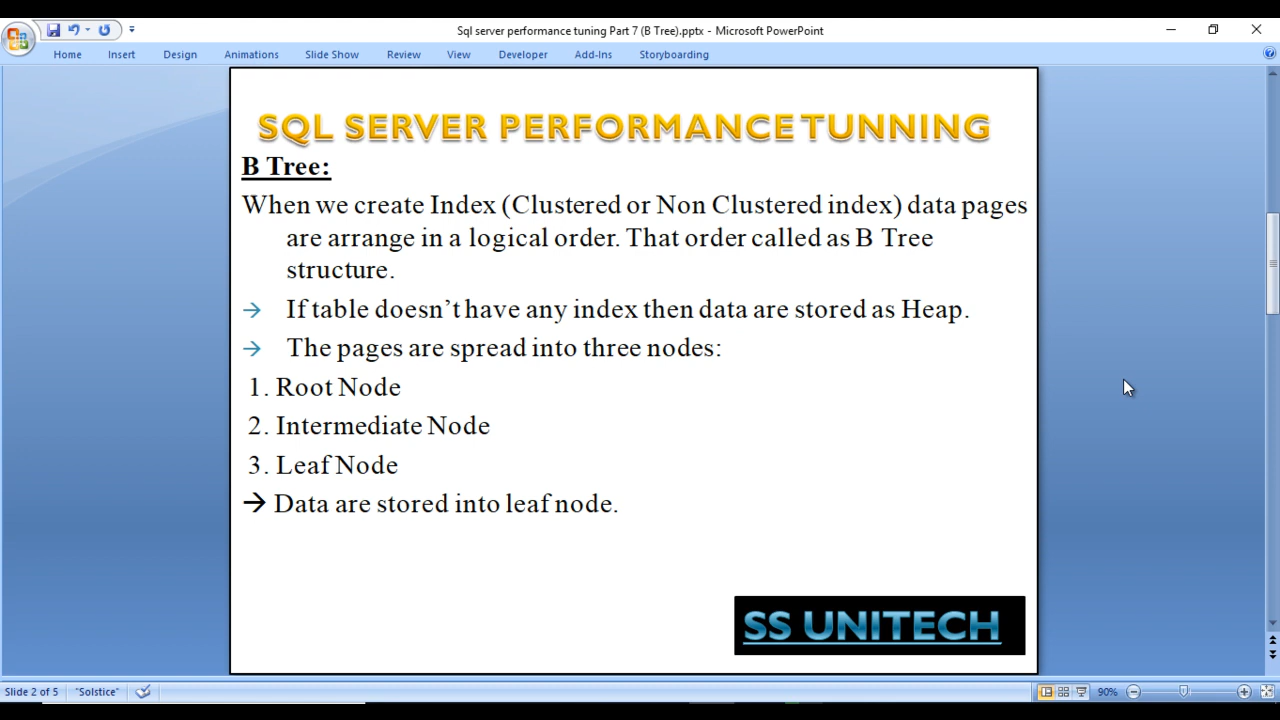 Sql server performance tuning Part 7 (B Tree).pptx - Microsoft PowerPoint
Home Insert Design Animations Slide Show Review View Developer Add-Ins Storyboarding
SQL SERVER PERFORMANCE TUNNING
B Tree:
When we create Index (Clustered or Non Clustered index) data pages
are arrange in a logical order. That order called as B Tree
structure.
→ If table doesn’t have any index then data are stored as Heap.
→ The pages are spread into three nodes:
1. Root Node
2. Intermediate Node
3. Leaf Node
→ Data are stored into leaf node.
SS UNITECH
Slide 2 of 5 "Solstice" 90%